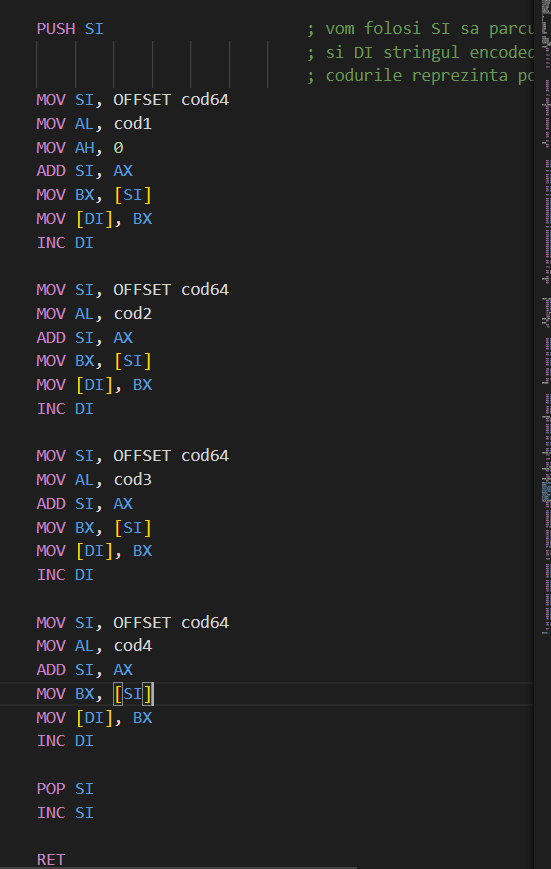 PUSH SI ; vom folosi SI sa
; si DI stringul
; codurile reprezinta
MOV SI, OFFSET cod64
MOV AL, cod1
MOV AH, 0
ADD SI, AX
MOV BX, [SI]
MOV [DI], BX
INC DI
MOV SI, OFFSET cod64
MOV AL, cod2
ADD SI, AX
MOV BX, [SI]
MOV [DI], BX
INC DI
MOV SI, OFFSET cod64
MOV AL, cod3
ADD SI, AX
MOV BX, [SI]
MOV [DI], BX
INC DI
MOV SI, OFFSET cod64
MOV AL, cod4
ADD SI, AX
MOV BX, [SI]
MOV [DI], BX
INC DI
POP SI
INC SI
RET